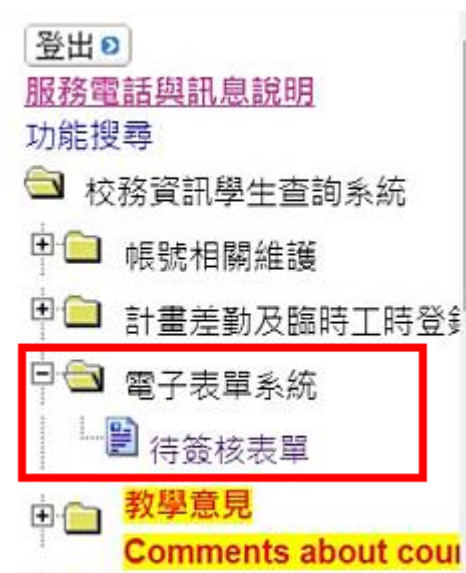 登出
服務電話與訊息說明
功能搜尋
校務資訊學生查詢系統
帳號相關維護
計畫差勤及臨時工時登
電子表單系統
待簽核表單
教學意見
Comments about cour